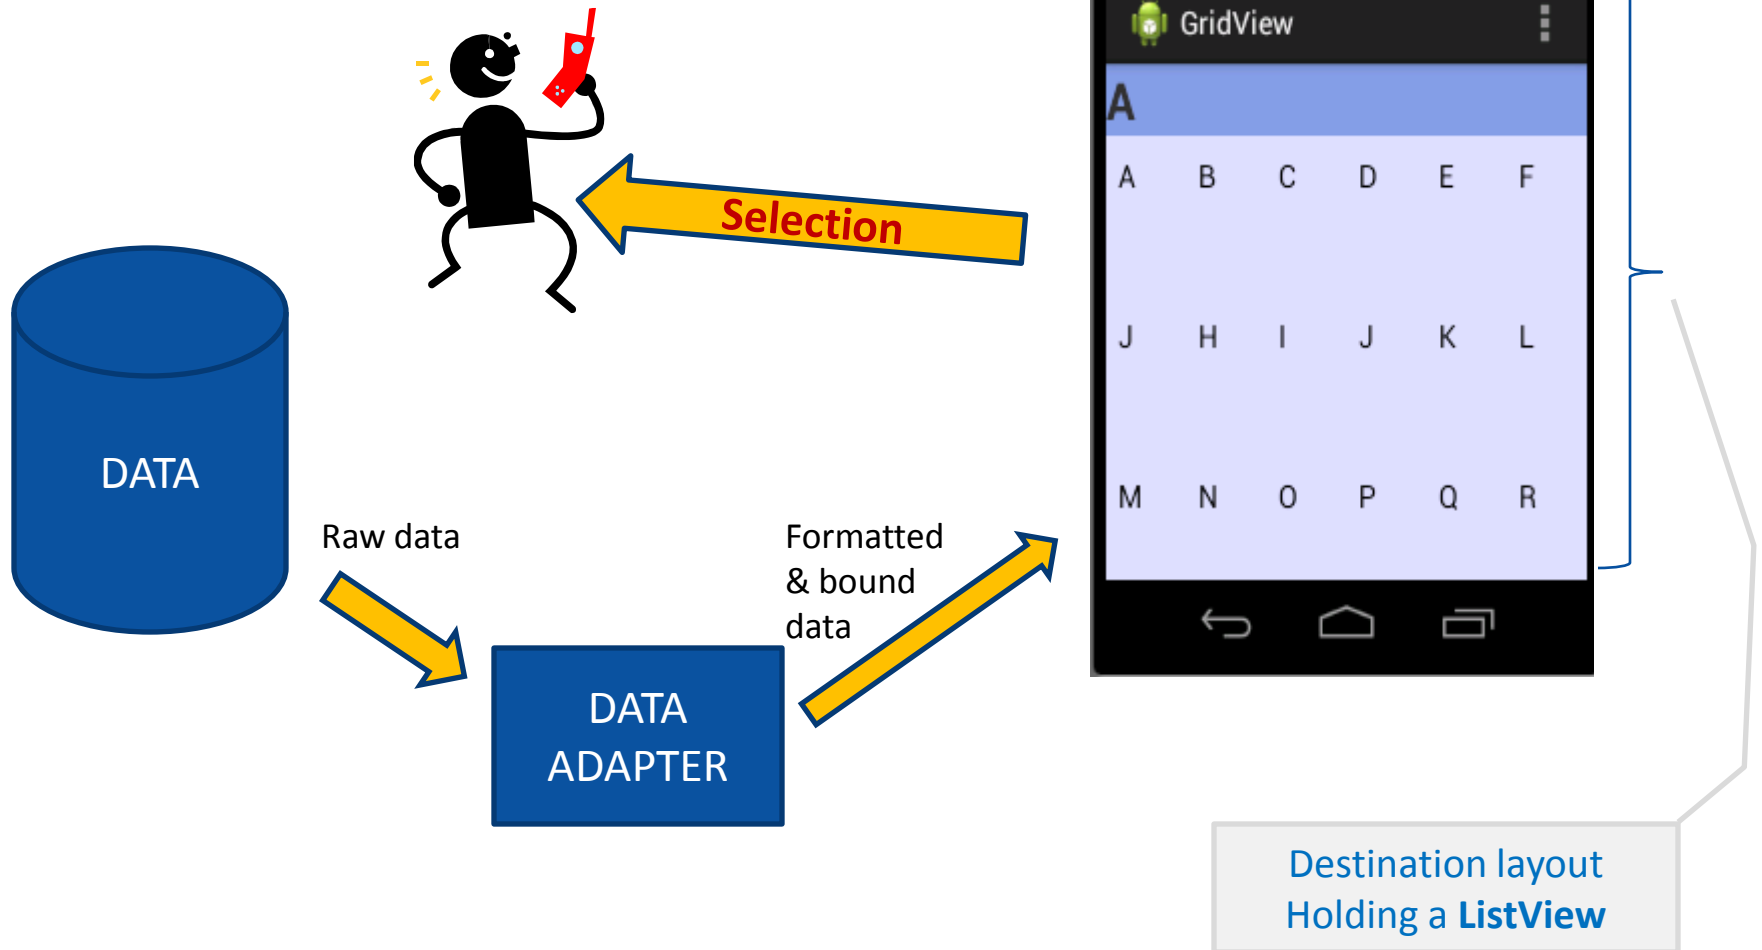 GridView
A
A B C D E F
J H I J K L
M N O P Q R
Selection
DATA
Raw data
Formatted
& bound
data
DATA
ADAPTER
Destination layout
Holding a ListView